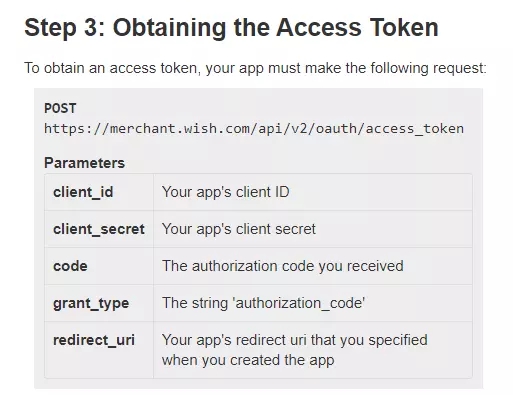 Step 3: Obtaining the Access Token
To obtain an access token, your app must make the following request:
POST
https://merchant.wish.com/api/v2/oauth/access_token
Parameters
client_id Your app's client ID
client_secret Your app's client secret
code The authorization code you received
grant_type The string 'authorization_code'
redirect_uri Your app's redirect uri that you specified
when you created the app